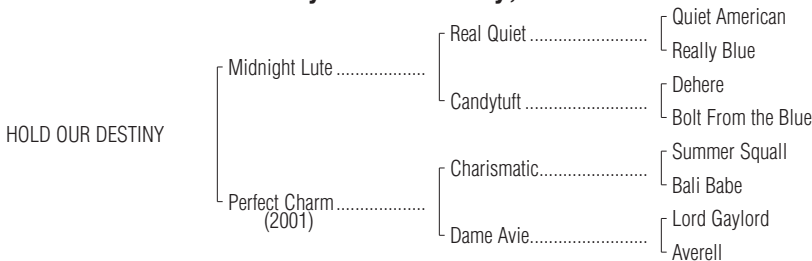 Quiet American
Real Quiet ..........................
Really Blue
Midnight Lute ...................
Dehere
Candytuft ...........................
Bolt From the Blue
HOLD OUR DESTINY
Summer Squall
Charismatic........................
Bali Babe
Perfect Charm...................
(2001)
Lord Gaylord
Dame Avie..........................
Averell